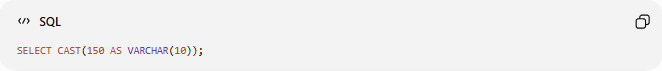 SQL
SELECT CAST(150 AS VARCHAR(10));